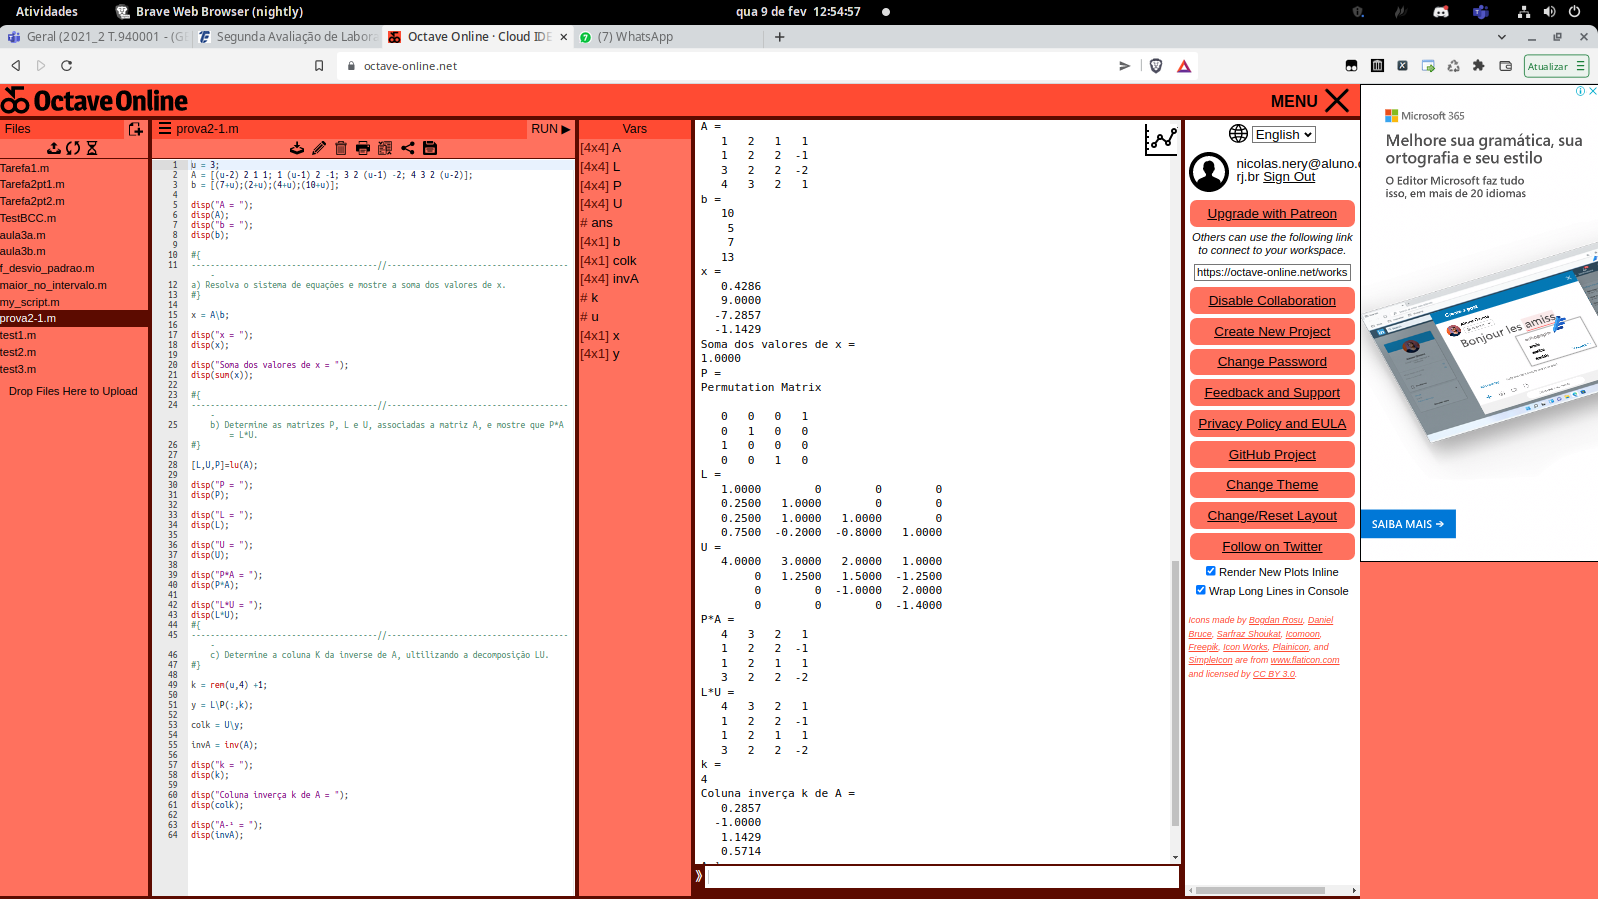 Atividades
Brave Web Browser (nightly)
qua 9 de fev 12:54:57
Geral (2021_2 T.940001 - (GE
Segunda Avaliação de Labora
Octave Online · Cloud IDE
(7) WhatsApp
octave-online.net
Atualizar
Octave Online
MENU
Files
prova2-1.m
RUN
Vars
Tarefa1.m
Tarefa2pt1.m
Tarefa2pt2.m
TestBCC.m
aula3a.m
aula3b.m
f_desvio_padrao.m
maior_no_intervalo.m
my_script.m
prova2-1.m
test1.m
test2.m
test3.m
Drop Files Here to Upload
1 u = 3;
2 A = [(u-2) 2 1 1; 1 (u-1) 2 -1; 3 2 (u-1) -2; 4 3 2 (u-2)];
3 b = [(7+u);(2+u);(4+u);(10+u)];
4
5 disp("A = ");
6 disp(A);
7 disp("b = ");
8 disp(b);
9
10 #{
11 -------------------------------------//------------------------------------
-
12 a) Resolva o sistema de equações e mostre a soma dos valores de x.
13 #}
14
15 x = A\b;
16
17 disp("x = ");
18 disp(x);
19
20 disp("Soma dos valores de x = ");
21 disp(sum(x));
22
23 #{
24 -------------------------------------//------------------------------------
-
25 b) Determine as matrizes P, L e U, associadas a matriz A, e mostre que P*A
= L*U.
26 #}
27
28 [L,U,P]=lu(A);
29
30 disp("P = ");
31 disp(P);
32
33 disp("L = ");
34 disp(L);
35
36 disp("U = ");
37 disp(U);
38
39 disp("P*A = ");
40 disp(P*A);
41
42 disp("L*U = ");
43 disp(L*U);
44 #{
45 -------------------------------------//------------------------------------
-
46 c) Determine a coluna K da inverse de A, ultilizando a decomposição LU.
47 #}
48
49 k = rem(u,4) +1;
50
51 y = L\P(:,k);
52
53 colk = U\y;
54
55 invA = inv(A);
56
57 disp("k = ");
58 disp(k);
59
60 disp("Coluna inverça k de A = ");
61 disp(colk);
62
63 disp("A-¹ = ");
64 disp(invA);
[4x4] A
[4x4] L
[4x4] P
[4x4] U
# ans
[4x1] b
[4x1] colk
[4x4] invA
# k
# u
[4x1] x
[4x1] y
A =
1 2 1 1
1 2 2 -1
3 2 2 -2
4 3 2 1
b =
10
5
7
13
x =
0.4286
9.0000
-7.2857
-1.1429
Soma dos valores de x =
1.0000
P =
Permutation Matrix
0 0 0 1
0 1 0 0
1 0 0 0
0 0 1 0
L =
1.0000 0 0 0
0.2500 1.0000 0 0
0.2500 1.0000 1.0000 0
0.7500 -0.2000 -0.8000 1.0000
U =
4.0000 3.0000 2.0000 1.0000
0 1.2500 1.5000 -1.2500
0 0 -1.0000 2.0000
0 0 0 -1.4000
P*A =
4 3 2 1
1 2 2 -1
1 2 1 1
3 2 2 -2
L*U =
4 3 2 1
1 2 2 -1
1 2 1 1
3 2 2 -2
k =
4
Coluna inverça k de A =
0.2857
-1.0000
1.1429
0.5714
English
nicolas.nery@aluno.c
rj.br Sign Out
Upgrade with Patreon
Others can use the following link
to connect to your workspace.
https://octave-online.net/works
Disable Collaboration
Create New Project
Change Password
Feedback and Support
Privacy Policy and EULA
GitHub Project
Change Theme
Change/Reset Layout
Follow on Twitter
Render New Plots Inline
Wrap Long Lines in Console
Icons made by Bogdan Rosu, Daniel
Bruce, Sarfraz Shoukat, Icomoon,
Freepik, Icon Works, Plainicon, and
Simpleicon are from www.flaticon.com
and licensed by CC BY 3.0.
Microsoft 365
Melhore sua gramática, sua
ortografia e seu estilo
O Editor Microsoft faz tudo
isso, em mais de 20 idiomas
Bonjour les amiss
SAIBA MAIS →